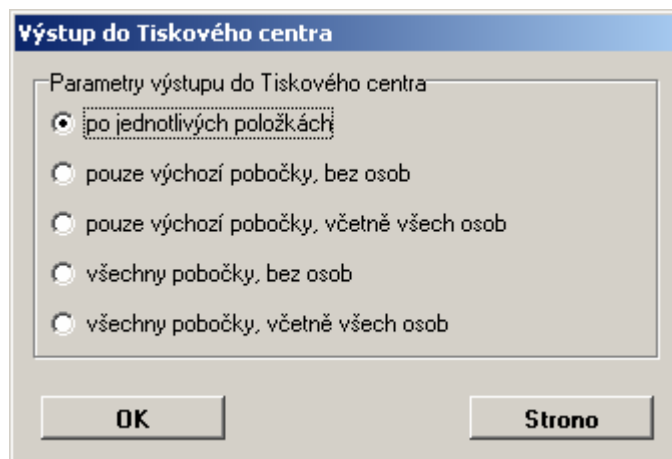 Výstup do Tiskového centra
Parametry výstupu do Tiskového centra
po jednotlivých položkách
pouze výchozí pobočky, bez osob
pouze výchozí pobočky, včetně všech osob
všechny pobočky, bez osob
všechny pobočky, včetně všech osob
OK
Strono